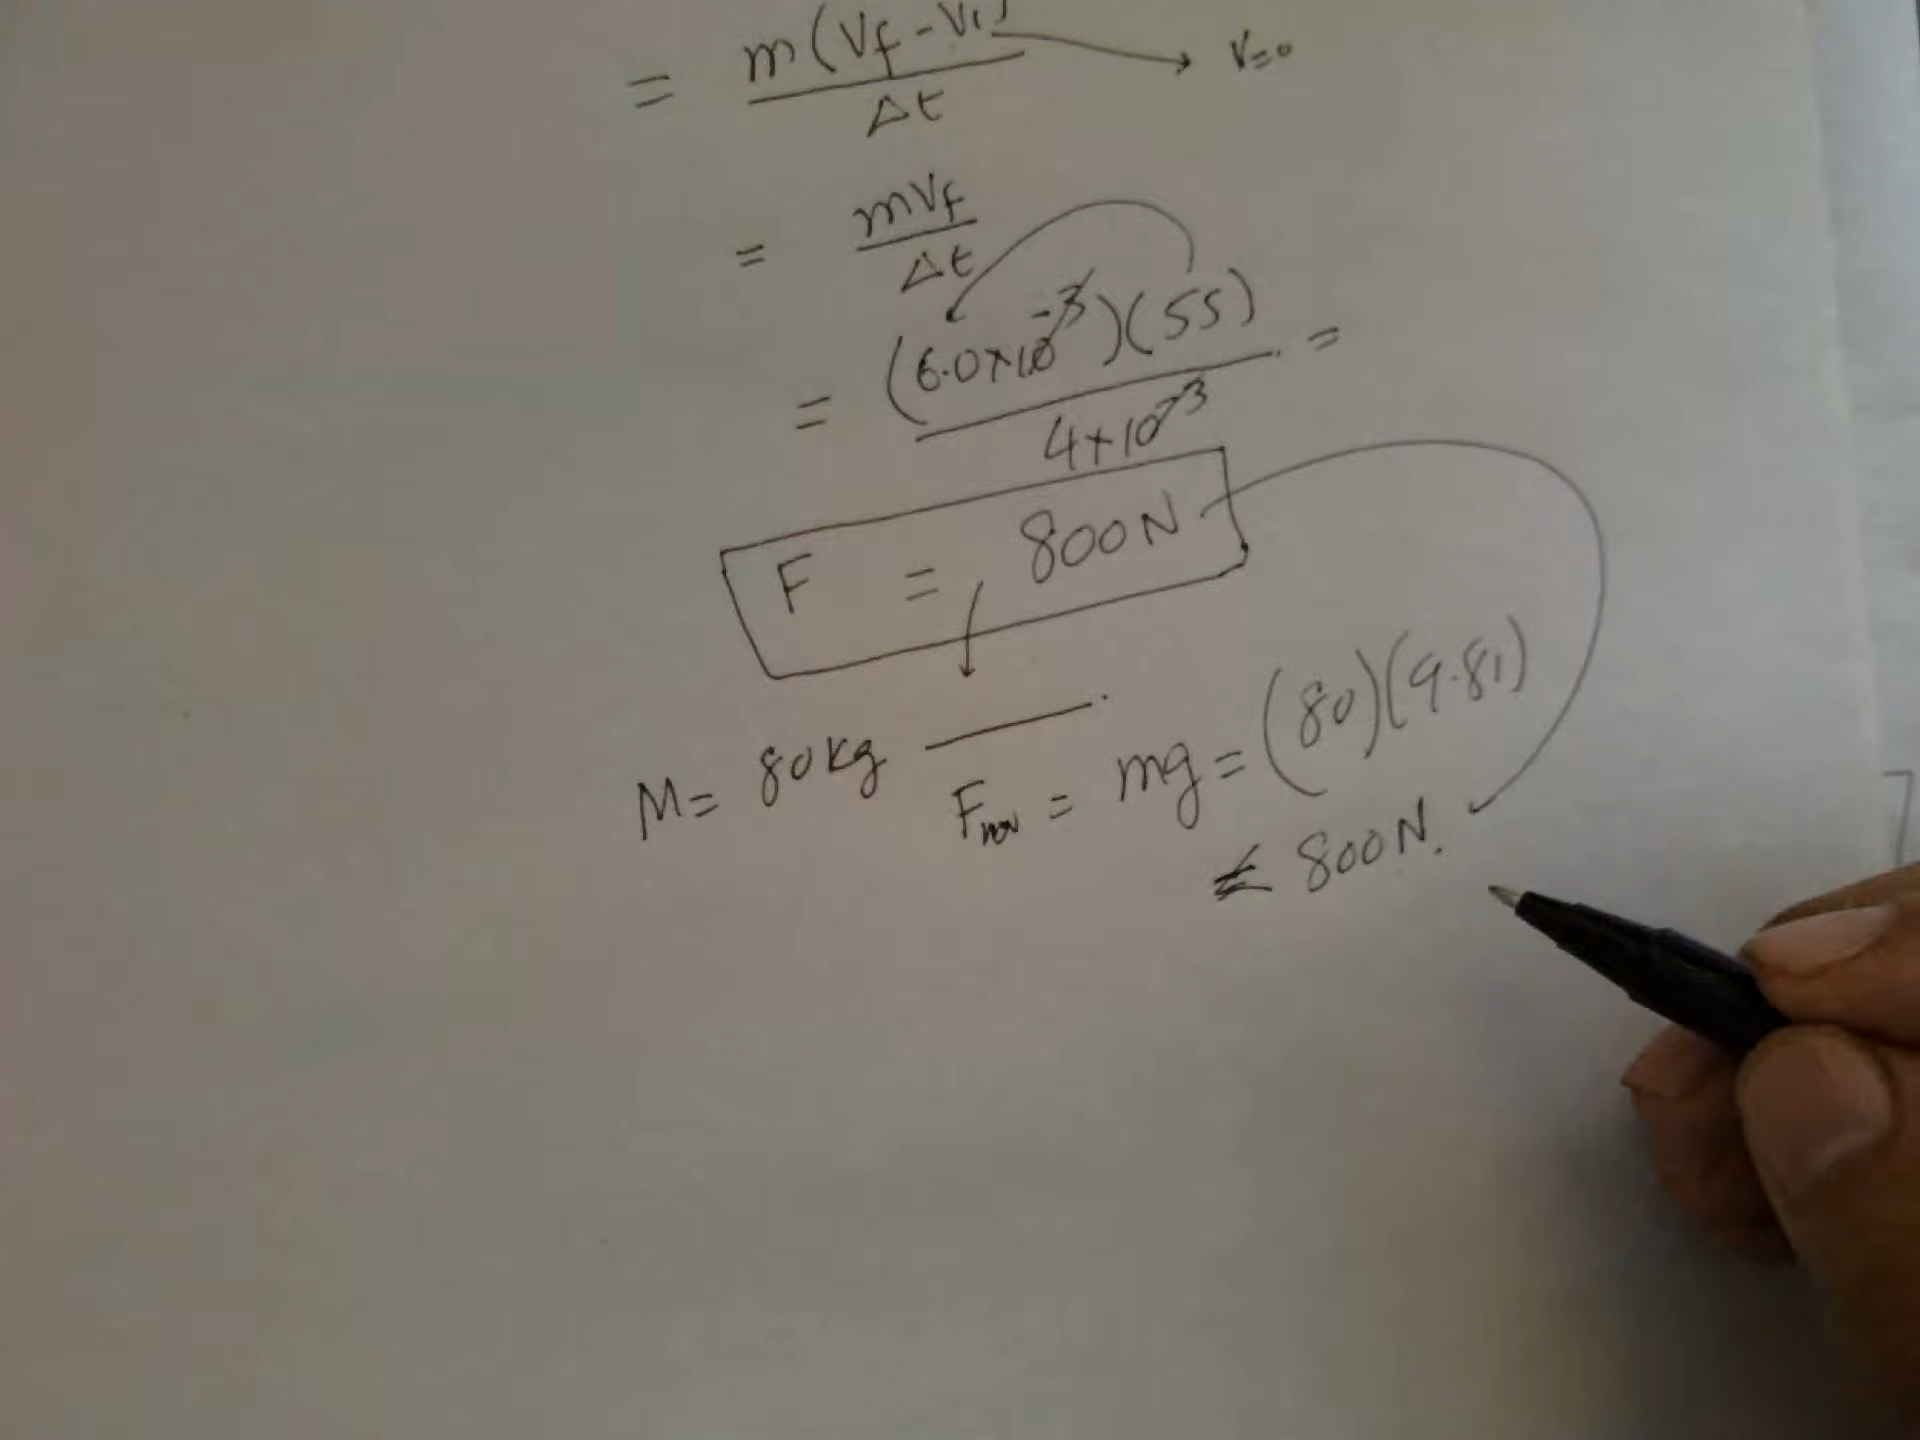 = m(Vf - Vi) / Δt → V=0
= mVf / Δt
= (6.0×10^-3)(55) / 4×10^-3 =
F = 800N
M = 80kg
F = mg = (80)(9.81)
≤ 800N.